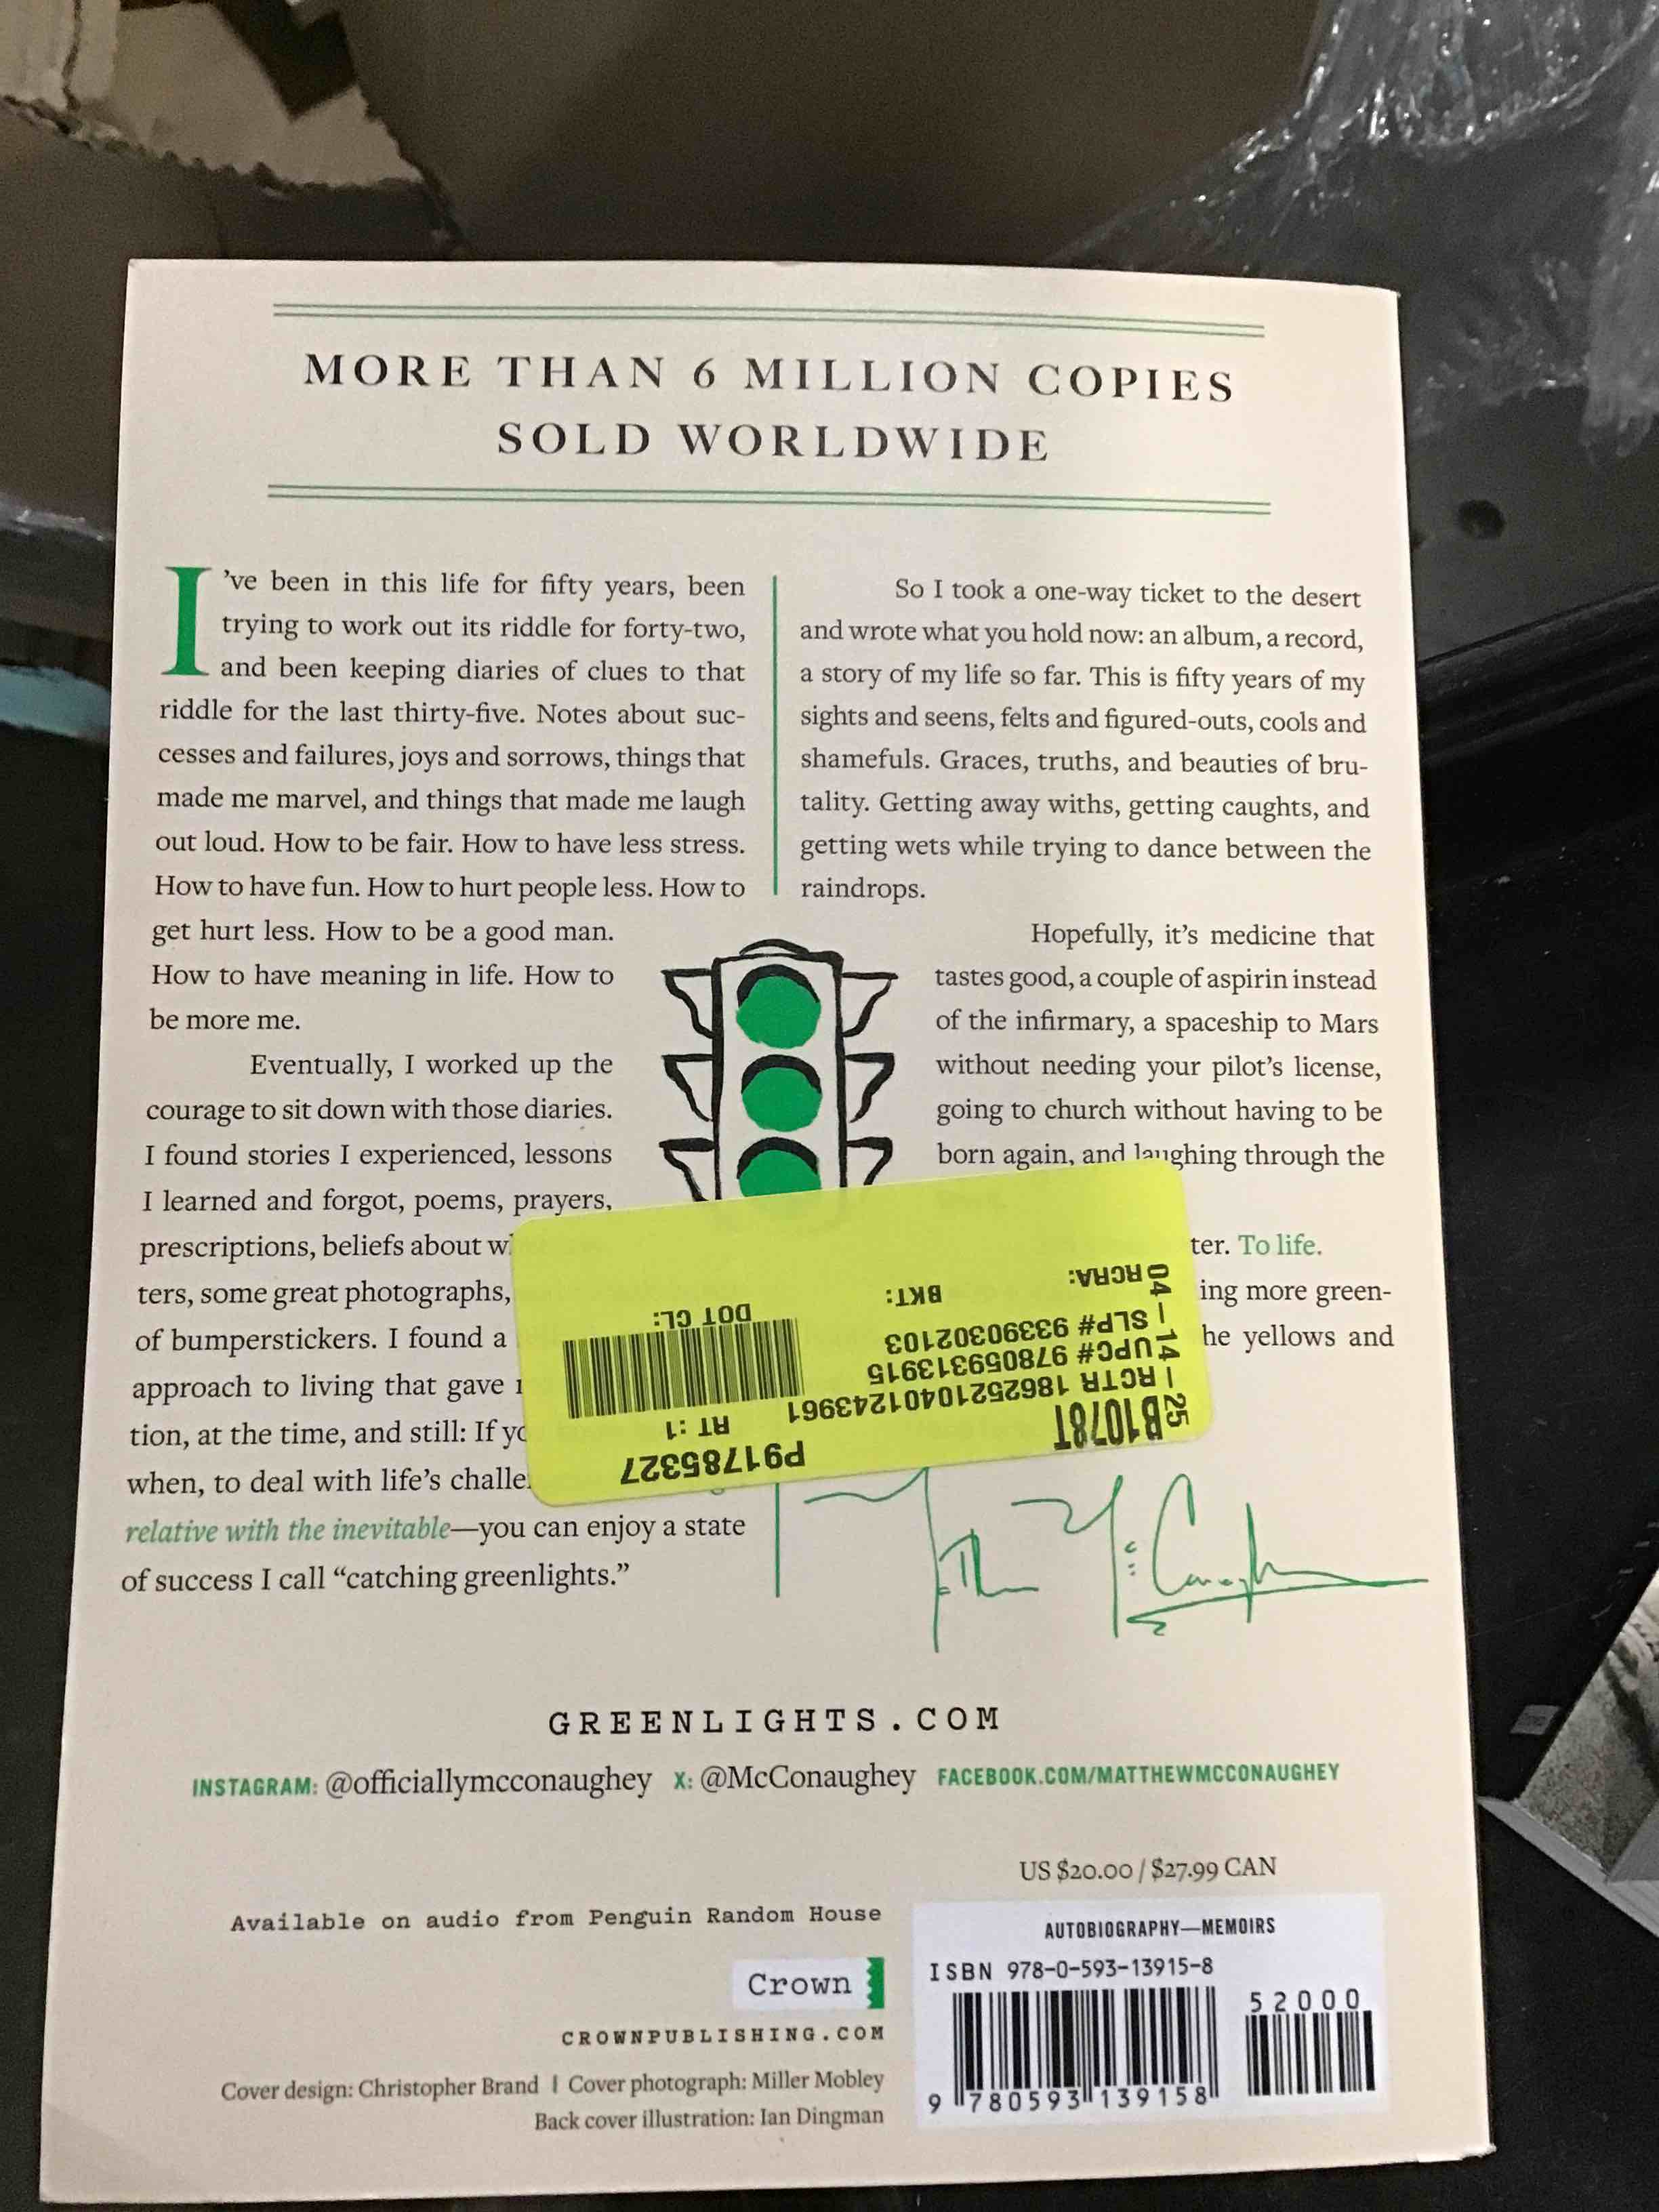 MORE THAN 6 MILLION COPIES
SOLD WORLDWIDE
I've been in this life for fifty years, been
trying to work out its riddle for forty-two,
and been keeping diaries of clues to that
riddle for the last thirty-five. Notes about suc-
cesses and failures, joys and sorrows, things that
made me marvel, and things that made me laugh
out loud. How to be fair. How to have less stress.
How to have fun. How to hurt people less. How to
get hurt less. How to be a good man.
How to have meaning in life. How to
be more me.
Eventually, I worked up the
courage to sit down with those diaries.
I found stories I experienced, lessons
I learned and forgot, poems, prayers,
prescriptions, beliefs about
ters, some great photographs,
of bumperstickers. I found a
approach to living that gave
tion, at the time, and still: If
when, to deal with life's
relative with the inevitable—you can enjoy a state
of success I call “catching greenlights.”
So I took a one-way ticket to the desert
and wrote what you hold now: an album, a record,
a story of my life so far. This is fifty years of my
sights and seens, felts and figured-outs, cools and
shamefuls. Graces, truths, and beauties of bru-
tality. Getting away withs, getting caughts, and
getting wets while trying to dance between the
raindrops.
Hopefully, it's medicine that
tastes good, a couple of aspirin instead
of the infirmary, a spaceship to Mars
without needing your pilot's license,
going to church without having to be
born again, and laughing through the
ter. To life.
ing more green-
he yellows and
P91785327
B1078T
25 – 14 – 04
RT :1
RCTR 18625210401243961
UPC# 978059313915
SLP# 93390302103
DOT CL:
BKT:
RCRA:
GREENLIGHTS.COM
INSTAGRAM: @officiallymcconaughey X: @McConaughey FACEBOOK.COM/MATTHEWMCCONAUGHEY
US $20.00 / $27.99 CAN
Available on audio from Penguin Random House
AUTOBIOGRAPHY—MEMOIRS
ISBN 978-0-593-13915-8
52000
Crown
CROWNPUBLISHING.COM
Cover design: Christopher Brand | Cover photograph: Miller Mobley
Back cover illustration: Ian Dingman
9 780593 139158